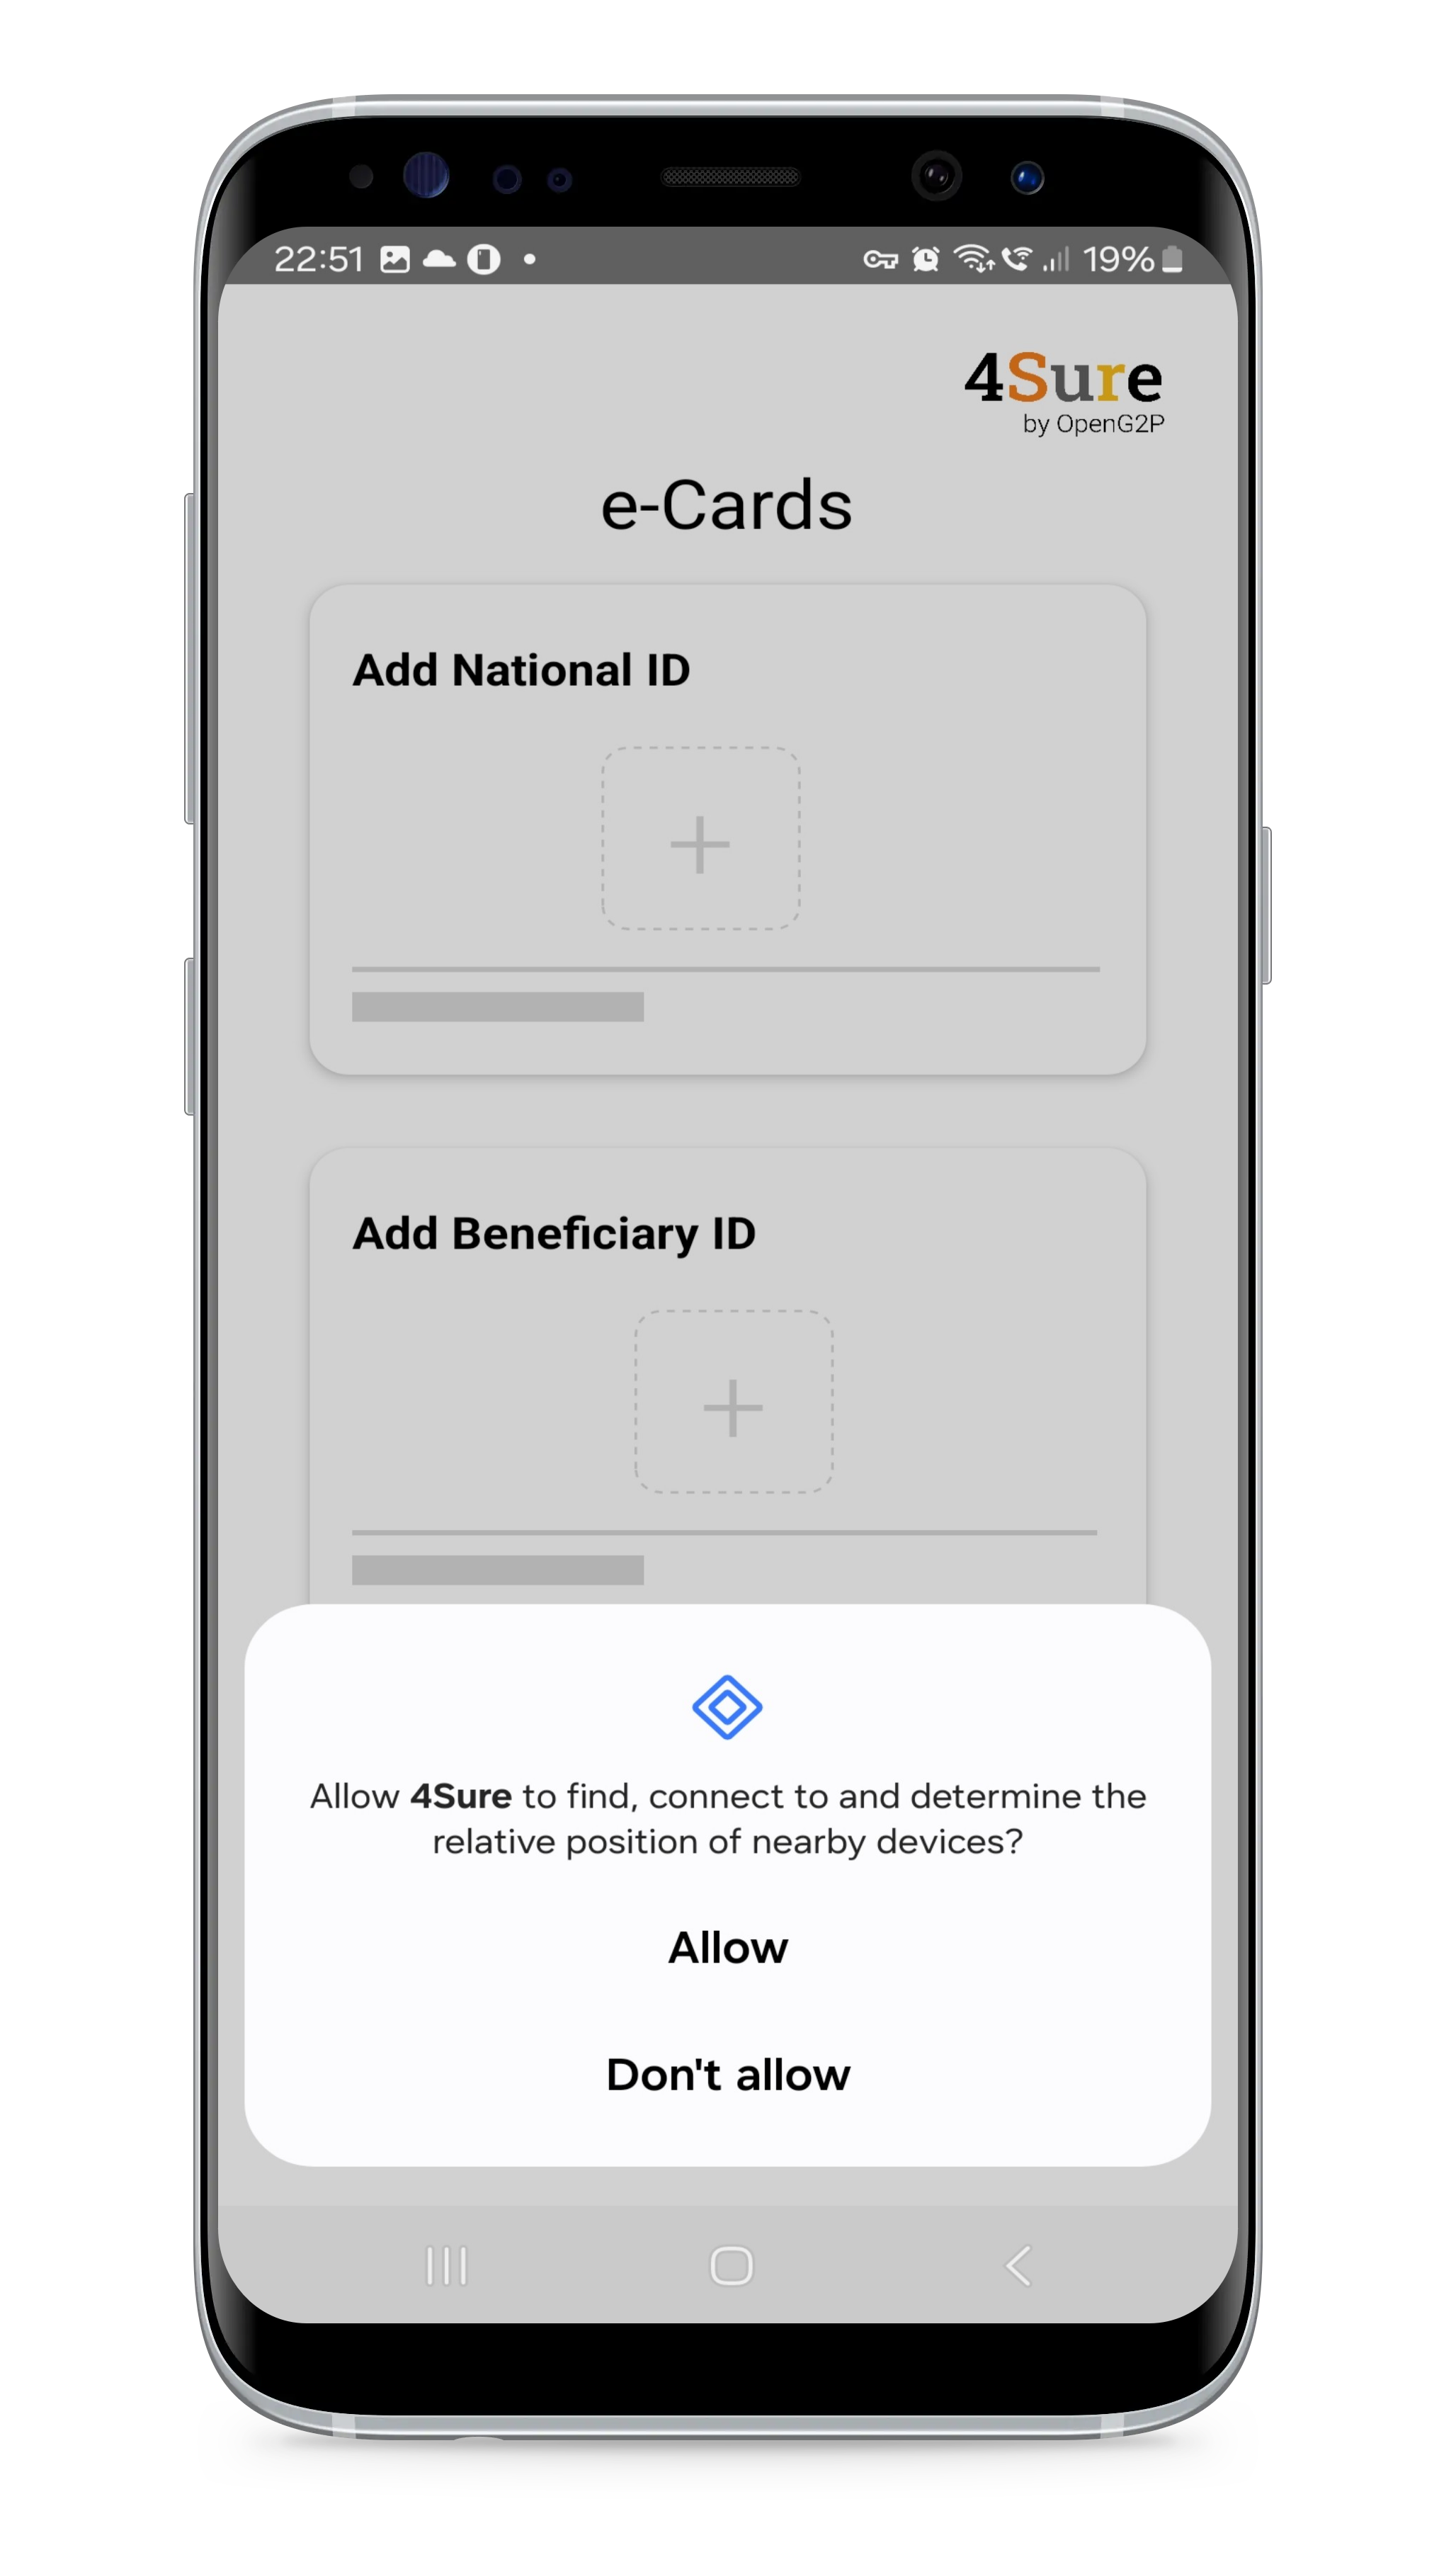 22:51
19%
4Sure
by OpenG2P
e-Cards
Add National ID
Add Beneficiary ID
Allow 4Sure to find, connect to and determine the
relative position of nearby devices?
Allow
Don't allow